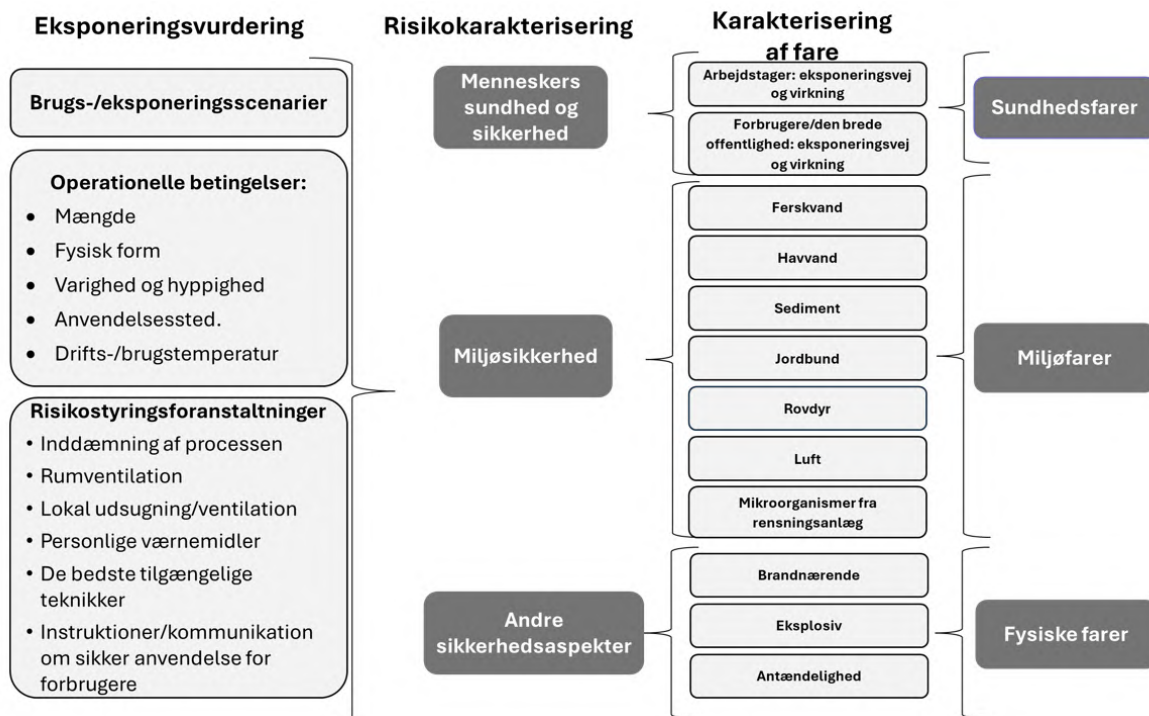 Eksponeringsvurdering
Brugs-/eksponeringsscenarier
Operationelle betingelser:
• Mængde
• Fysisk form
• Varighed og hyppighed
• Anvendelsessted.
• Drifts-/brugstemperatur
Risikostyringsforanstaltninger
• Inddæmning af processen
• Rumventilation
• Lokal udsugning/ventilation
• Personlige værnemidler
• De bedste tilgængelige
teknikker
• Instruktioner/kommunikation
om sikker anvendelse for
forbrugere
Risikokarakterisering
Menneskers
sundhed og
sikkerhed
Miljøsikkerhed
Andre
sikkerhedsaspekter
Karakterisering
af fare
Arbejdstager: eksponeringsvej
og virkning
Forbrugere/den brede
offentlighed: eksponeringsvej
og virkning
Ferskvand
Havvand
Sediment
Jordbund
Rovdyr
Luft
Mikroorganismer fra
rensningsanlæg
Brandnærende
Eksplosiv
Antændelighed
Sundhedsfarer
Miljøfarer
Fysiske farer